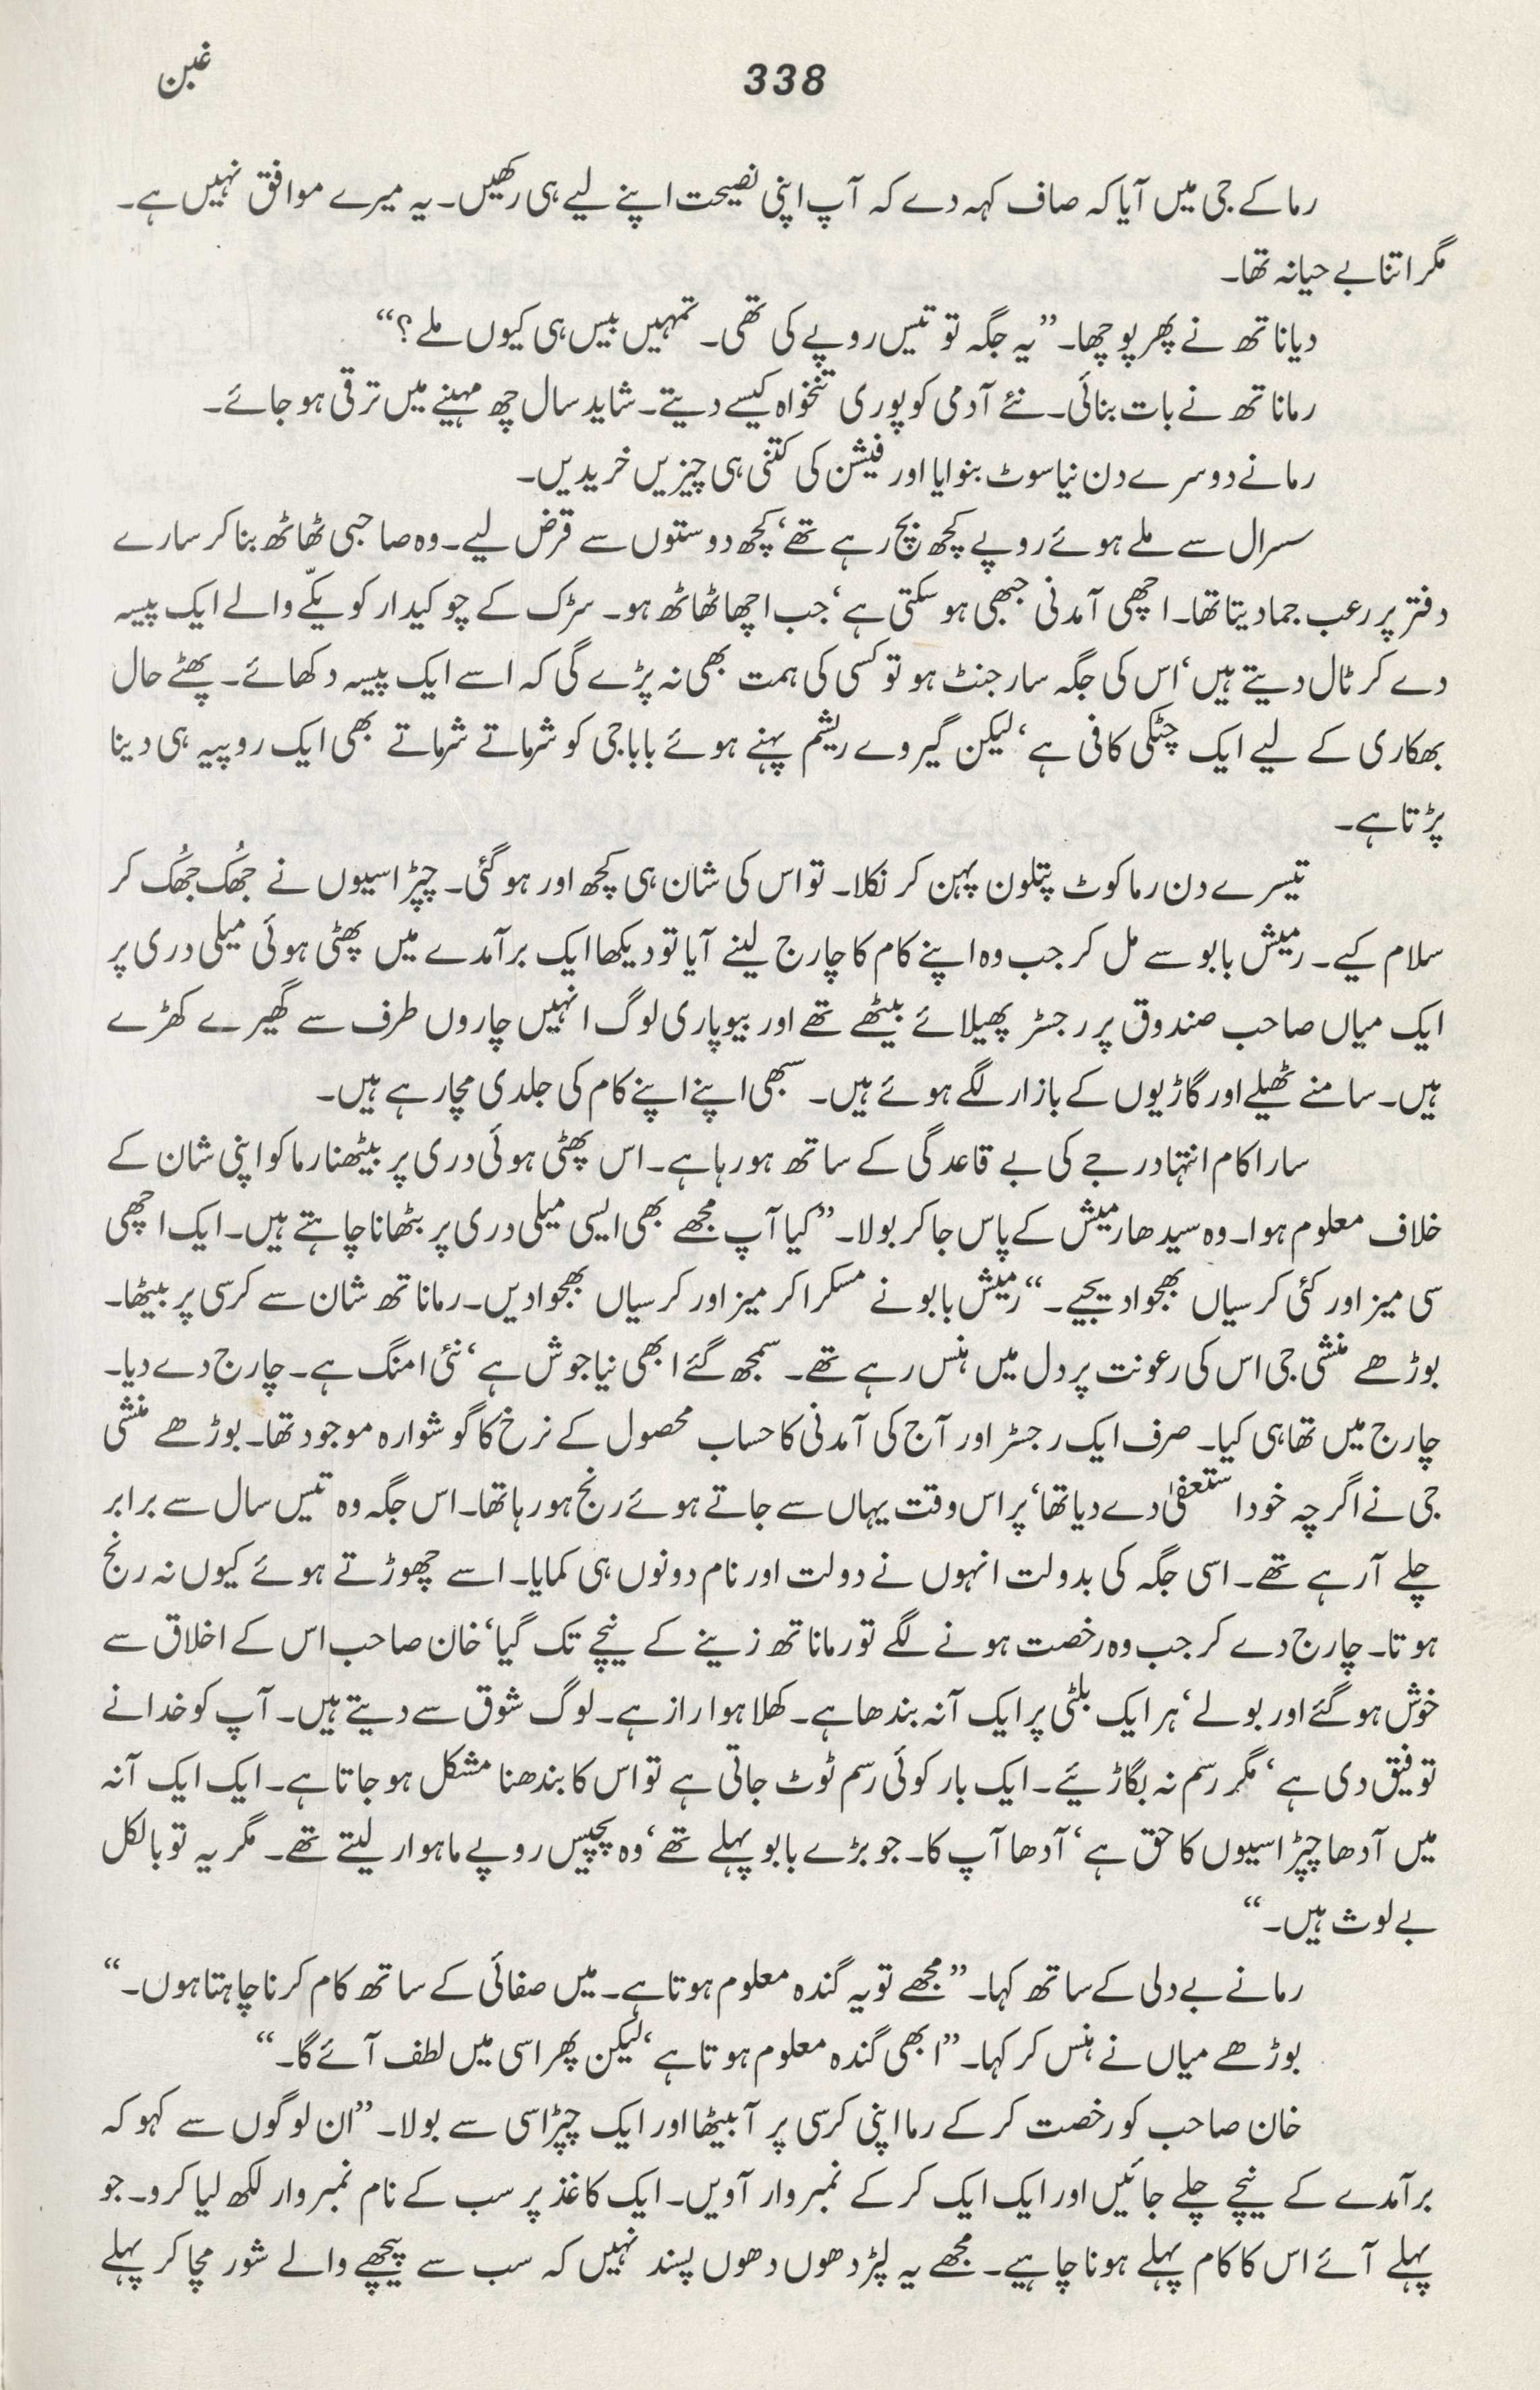 338
غبن
رما کے جی میں آیا کہ صاف کہہ دے کہ آپ اپنی نصیحت اپنے لیے ہی رکھیں۔ یہ میرے موافق نہیں ہے۔
مگر اتنا بے حیا نہ تھا۔
دیاناتھ نے پھر پوچھا۔ ”یہ جگہ تو تیس روپے کی تھی۔ تمہیں بیس ہی کیوں ملے؟“
رماناتھ نے بات بنائی۔ نئے آدمی کو پوری تنخواہ کیسے دیتے۔ شاید سال چھ مہینے میں ترقی ہو جائے۔
رما نے دوسرے دن نیا سوٹ بنوایا اور فیشن کی کتنی ہی چیزیں خریدیں۔
سسرال سے ملے ہوئے روپے کچھ بچ رہے تھے‘ کچھ دوستوں سے قرض لیے۔ وہ صاحبی ٹھاٹھ بنا کر سارے
دفتر پر رعب جما دیتا تھا۔ اچھی آمدنی جبھی ہو سکتی ہے‘ جب اچھا ٹھاٹھ ہو۔ سڑک کے چوکیدار کو یکّے والے ایک پیسہ
دے کر ٹال دیتے ہیں‘ اس کی جگہ سارجنٹ ہو تو کسی کی ہمت بھی نہ پڑے گی کہ اسے ایک پیسہ دکھائے۔ پھٹے حال
بھکاری کے لیے ایک چٹکی کافی ہے‘ لیکن گیروے ریشم پہنے ہوئے باباجی کو شرماتے شرماتے بھی ایک روپیہ ہی دینا
پڑتا ہے۔
تیسرے دن رما کوٹ پتلون پہن کر نکلا۔ تو اس کی شان ہی کچھ اور ہو گئی۔ چپڑاسیوں نے جُھک جُھک کر
سلام کیے۔ رمیش بابو سے مل کر جب وہ اپنے کام کا چارج لینے آیا تو دیکھا ایک برآمدے میں پھٹی ہوئی میلی دری پر
ایک میاں صاحب صندوق پر رجسٹر پھیلائے بیٹھے تھے اور بیوپاری لوگ انہیں چاروں طرف سے گھیرے کھڑے
ہیں۔ سامنے ٹھیلے اور گاڑیوں کے بازار لگے ہوئے ہیں۔ سبھی اپنے اپنے کام کی جلدی مچا رہے ہیں۔
سارا کام انتہا درجے کی بے قاعدگی کے ساتھ ہو رہا ہے۔ اس پھٹی ہوئی دری پر بیٹھنا رما کو اپنی شان کے
خلاف معلوم ہوا۔ وہ سیدھا رمیش کے پاس جا کر بولا۔ ”کیا آپ مجھے بھی ایسی میلی دری پر بٹھانا چاہتے ہیں۔ ایک اچھی
سی میز اور کئی کرسیاں بھجوا دیجیے۔“ رمیش بابو نے مسکرا کر میز اور کرسیاں بھجوا دیں۔ رماناتھ شان سے کرسی پر بیٹھا۔
بوڑھے منشی جی اس کی رعونت پر دل میں ہنس رہے تھے۔ سمجھ گئے ابھی نیا جوش ہے‘ نئی امنگ ہے۔ چارج دے دیا۔
چارج میں تھا ہی کیا۔ صرف ایک رجسٹر اور آج کی آمدنی کا حساب محصول کے نرخ کا گوشوارہ موجود تھا۔ بوڑھے منشی
جی نے اگرچہ خود استعفیٰ دے دیا تھا‘ پر اس وقت یہاں سے جاتے ہوئے رنج ہو رہا تھا۔ اس جگہ وہ تیس سال سے برابر
چلے آ رہے تھے۔ اسی جگہ کی بدولت انہوں نے دولت اور نام دونوں ہی کمایا۔ اسے چھوڑتے ہوئے کیوں نہ رنج
ہوتا۔ چارج دے کر جب وہ رخصت ہونے لگے تو رماناتھ زینے کے نیچے تک گیا‘ خان صاحب اس کے اخلاق سے
خوش ہو گئے اور بولے‘ ہر ایک بلٹی پر ایک آنہ بندھا ہے۔ کھلا ہوا راز ہے۔ لوگ شوق سے دیتے ہیں۔ آپ کو خدا نے
توفیق دی ہے‘ مگر رسم نہ بگاڑیئے۔ ایک بار کوئی رسم ٹوٹ جاتی ہے تو اس کا بندھنا مشکل ہو جاتا ہے۔ ایک ایک آنہ
میں آدھا چپڑاسیوں کا حق ہے‘ آدھا آپ کا۔ جو بڑے بابو پہلے تھے‘ وہ پچیس روپے ماہوار لیتے تھے۔ مگر یہ تو بالکل
بے لوث ہیں۔“
رما نے بے دلی کے ساتھ کہا۔ ”مجھے تو یہ گندہ معلوم ہوتا ہے۔ میں صفائی کے ساتھ کام کرنا چاہتا ہوں۔“
بوڑھے میاں نے ہنس کر کہا۔ ”ابھی گندہ معلوم ہوتا ہے‘ لیکن پھر اسی میں لطف آئے گا۔“
خان صاحب کو رخصت کر کے رما اپنی کرسی پر آ بیٹھا اور ایک چپڑاسی سے بولا۔ ”ان لوگوں سے کہو کہ
برآمدے کے نیچے چلے جائیں اور ایک ایک کر کے نمبروار آویں۔ ایک کاغذ پر سب کے نام نمبروار لکھ لیا کرو۔ جو
پہلے آئے اس کا کام پہلے ہونا چاہیے۔ مجھے یہ لپڑ دھوں دھوں پسند نہیں کہ سب سے پیچھے والے شور مچا کر پہلے